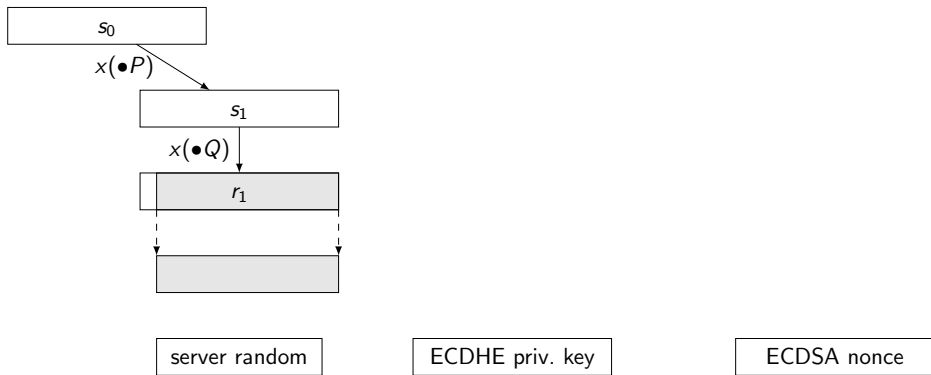 s₀
x(•P)
s₁
x(•Q)
r₁
server random
ECDHE priv. key
ECDSA nonce